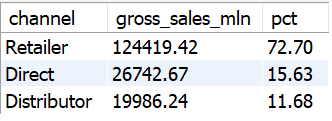 channel gross_sales_mln pct
Retailer 124419.42 72.70
Direct 26742.67 15.63
Distributor 19986.24 11.68